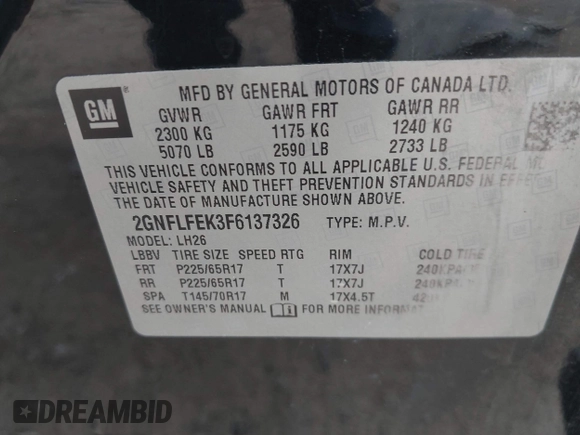 MFD BY GENERAL MOTORS OF CANADA LTD.
GM
GVWR GAWR FRT GAWR RR
2300 KG 1175 KG 1240 KG
5070 LB 2590 LB 2733 LB
THIS VEHICLE CONFORMS TO ALL APPLICABLE U.S. FEDERAL
VEHICLE SAFETY AND THEFT PREVENTION STANDARDS IN
THE DATE OF MANUFACTURE SHOWN ABOVE.
2GNFLFEK3F6137326 TYPE: M.P.V.
MODEL: LH26
LBBV TIRE SIZE SPEED RTG RIM COLD TIRE
FRT P225/65R17 T 17X7J 240KPA
RR P225/65R17 T 17X7J 240KPA
SPA T145/70R17 M 17X4.5T
SEE OWNER'S MANUAL FOR MORE
DREAMBID